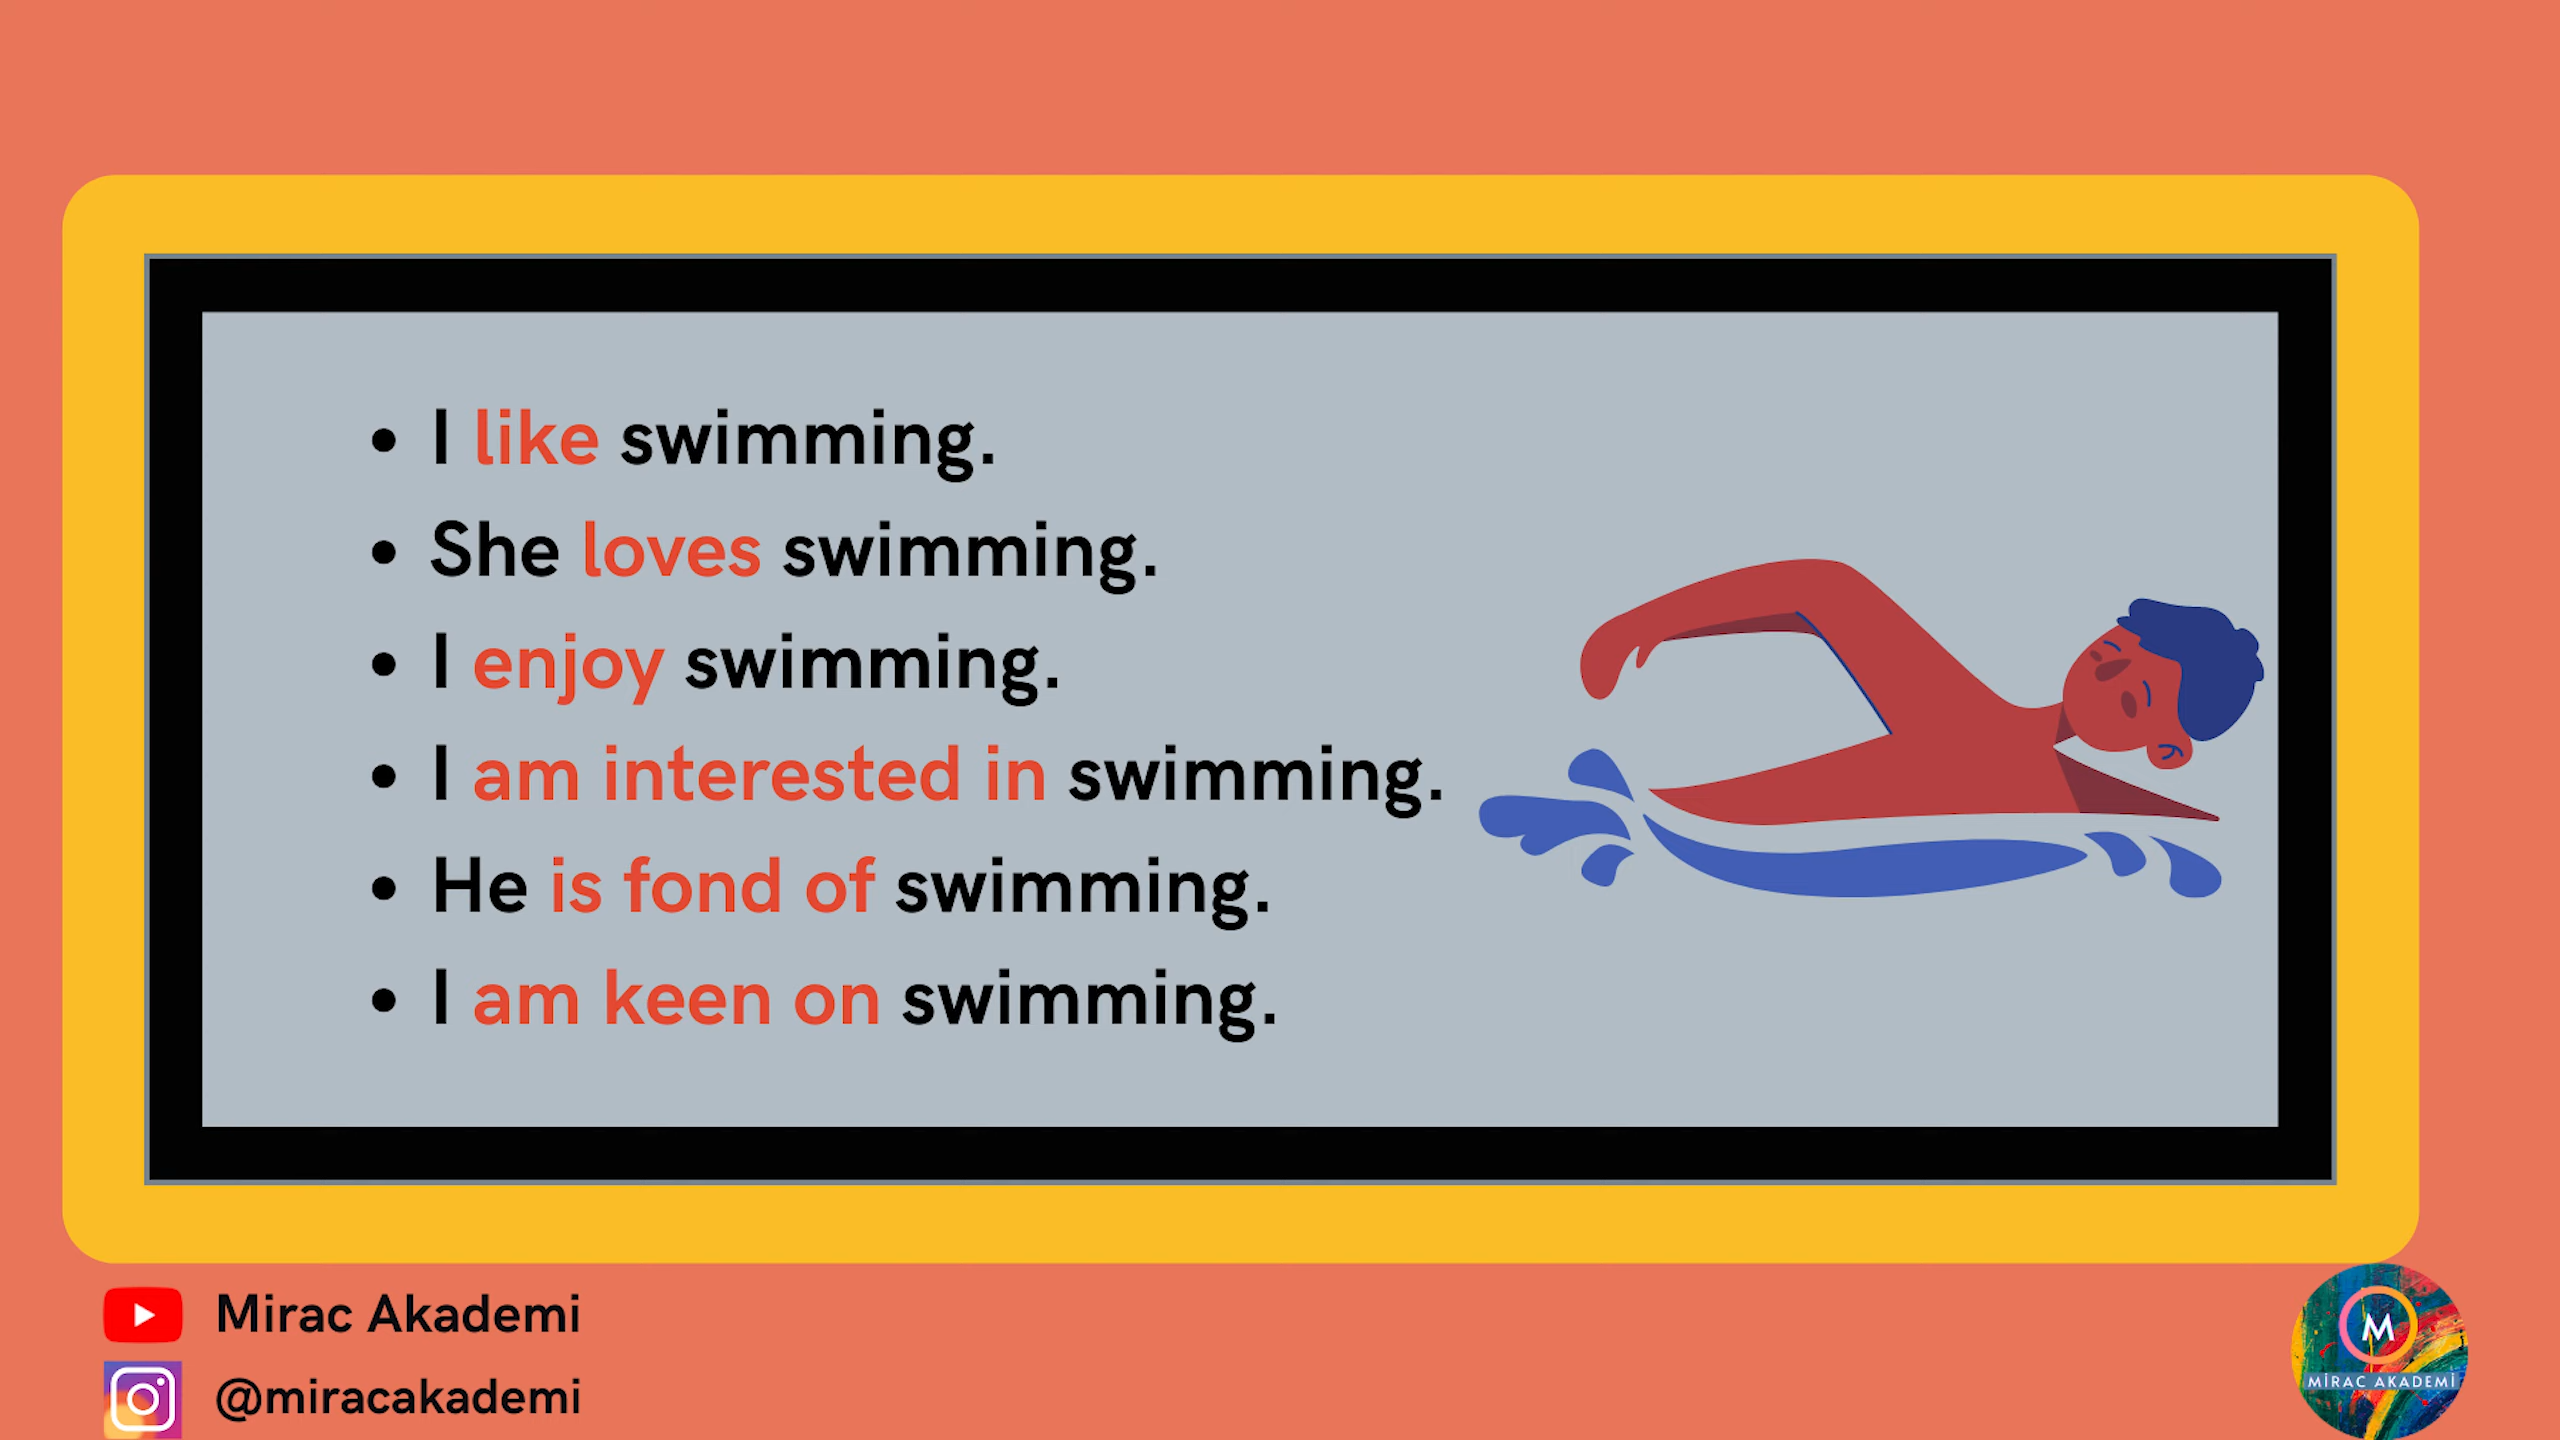 • I like swimming.
• She loves swimming.
• I enjoy swimming.
• I am interested in swimming.
• He is fond of swimming.
• I am keen on swimming.
Mirac Akademi
@miracakademi
M
MİRAC AKADEMİ